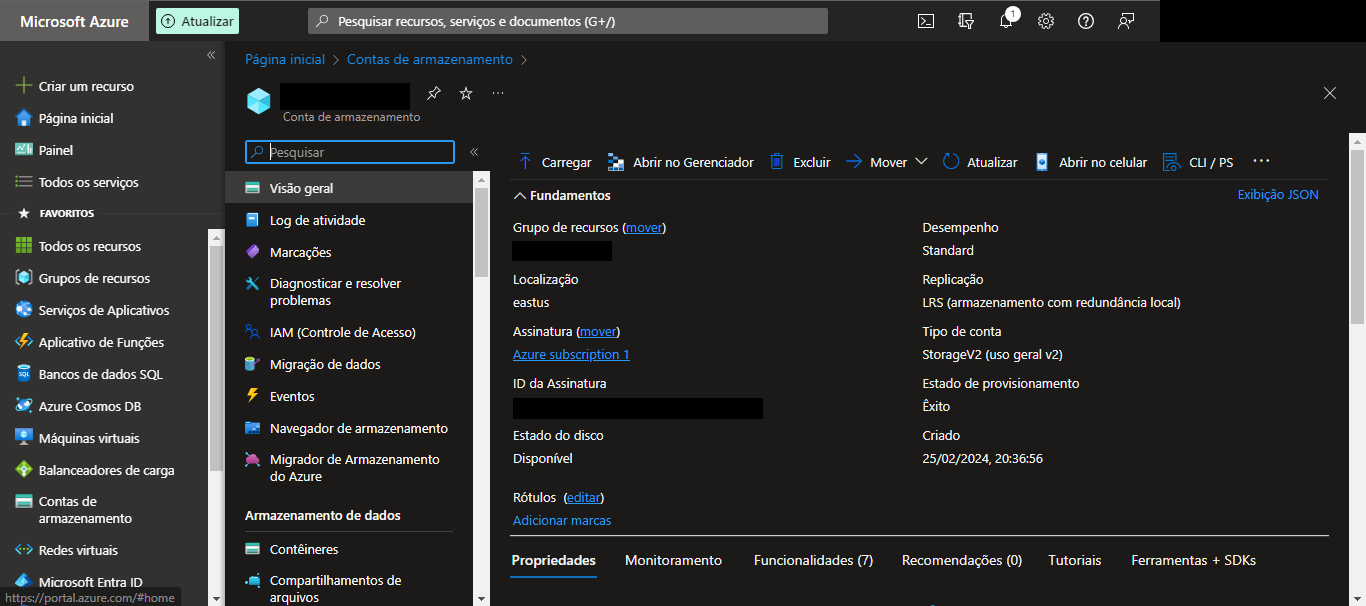 Microsoft Azure
Atualizar
Pesquisar recursos, serviços e documentos (G+/)
1
Criar um recurso
Página inicial
Painel
Todos os serviços
FAVORITOS
Todos os recursos
Grupos de recursos
Serviços de Aplicativos
Aplicativo de Funções
Bancos de dados SQL
Azure Cosmos DB
Máquinas virtuais
Balanceadores de carga
Contas de
armazenamento
Redes virtuais
Microsoft Entra ID
https://portal.azure.com/#home
Página inicial > Contas de armazenamento >
Conta de armazenamento
Pesquisar
Visão geral
Log de atividade
Marcações
Diagnosticar e resolver
problemas
IAM (Controle de Acesso)
Migração de dados
Eventos
Navegador de armazenamento
Migrador de Armazenamento
do Azure
Armazenamento de dados
Contêineres
Compartilhamentos de
arquivos
Carregar Abrir no Gerenciador Excluir Mover Atualizar Abrir no celular CLI / PS
Fundamentos
Exibição JSON
Grupo de recursos (mover)
Localização
eastus
Assinatura (mover)
Azure subscription 1
ID da Assinatura
Estado do disco
Disponível
Rótulos (editar)
Adicionar marcas
Desempenho
Standard
Replicação
LRS (armazenamento com redundância local)
Tipo de conta
StorageV2 (uso geral v2)
Estado de provisionamento
Êxito
Criado
25/02/2024, 20:36:56
Propriedades Monitoramento Funcionalidades (7) Recomendações (0) Tutoriais Ferramentas + SDKs